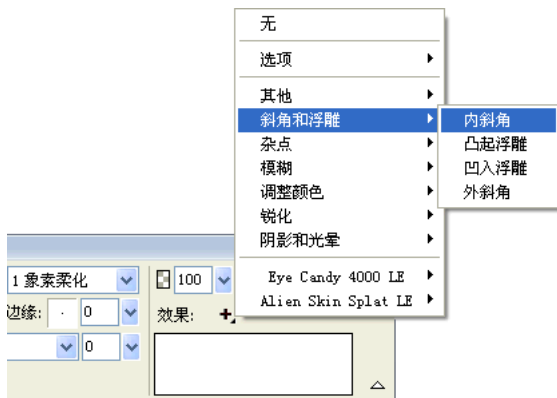 无
选项
其他
斜角和浮雕
内斜角
杂点
凸起浮雕
模糊
凹入浮雕
调整颜色
外斜角
锐化
阴影和光晕
Eye Candy 4000 LE
Alien Skin Splat LE
1 象素柔化
100
边缘: 0
效果:
0